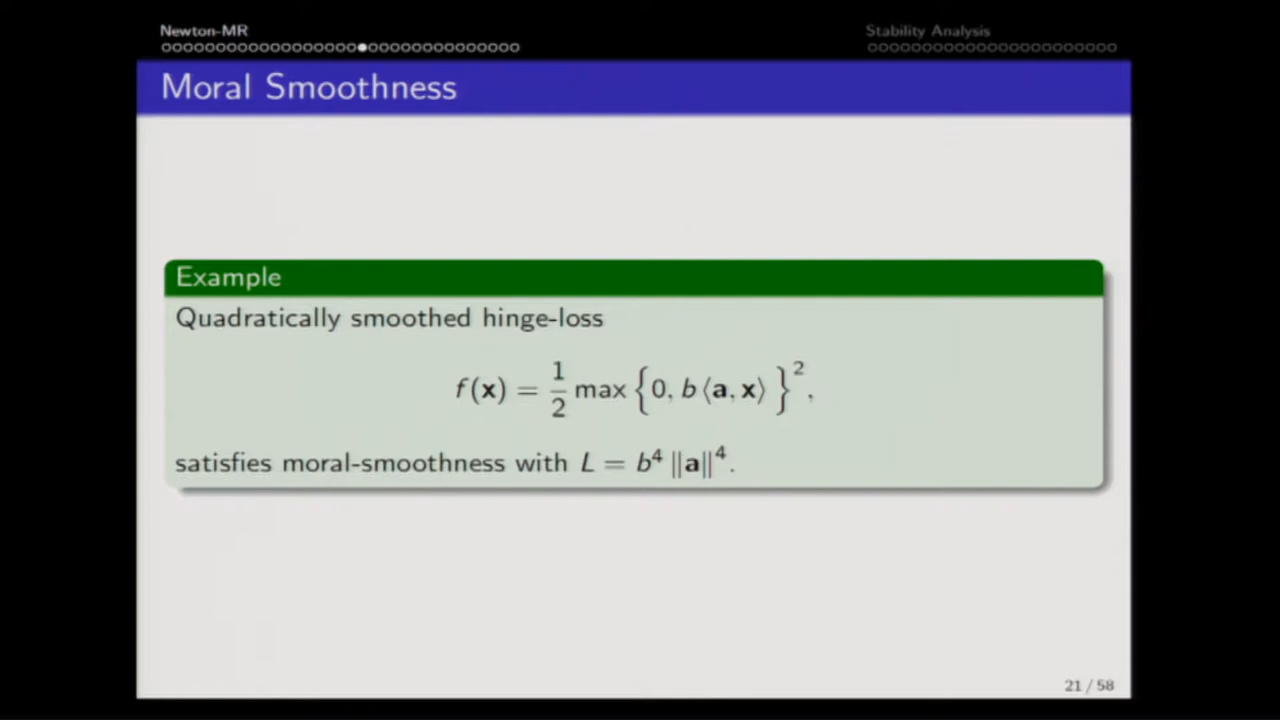 Newton-MR
Stability Analysis
Moral Smoothness
Example
Quadratically smoothed hinge-loss
f(x) = 1/2 max {0, b ⟨a, x⟩}²,
satisfies moral-smoothness with L = b⁴ ‖a‖⁴.
21 / 58